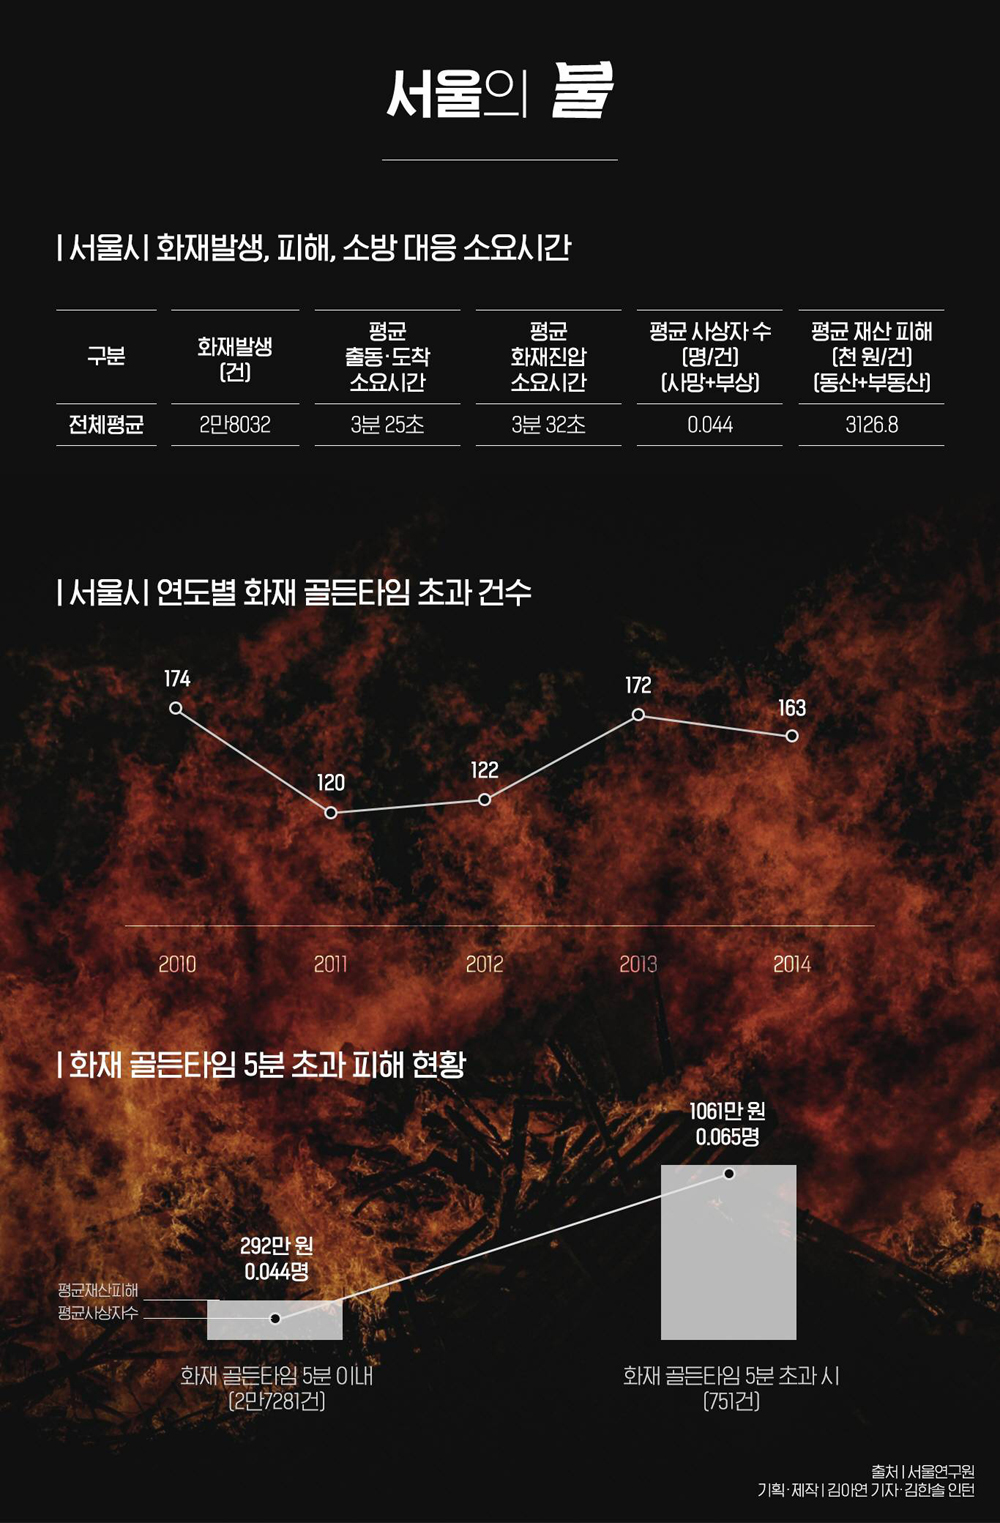 서울의 불
| 서울시 화재발생, 피해, 소방 대응 소요시간
구분
화재발생
(건)
평균
출동·도착
소요시간
평균
화재진압
소요시간
평균 사상자 수
(명/건)
(사망+부상)
평균 재산 피해
(천 원/건)
(동산+부동산)
전체평균
2만8032
3분 25초
3분 32초
0.044
3126.8
| 서울시 연도별 화재 골든타임 초과 건수
174
120
122
172
163
2010
2011
2012
2013
2014
| 화재 골든타임 5분 초과 피해 현황
1061만 원
0.065명
292만 원
0.044명
평균재산피해
평균사상자수
화재 골든타임 5분 이내
(2만7281건)
화재 골든타임 5분 초과 시
(751건)
출처 | 서울연구원
기획·제작 | 김아연 기자·김한솔 인턴